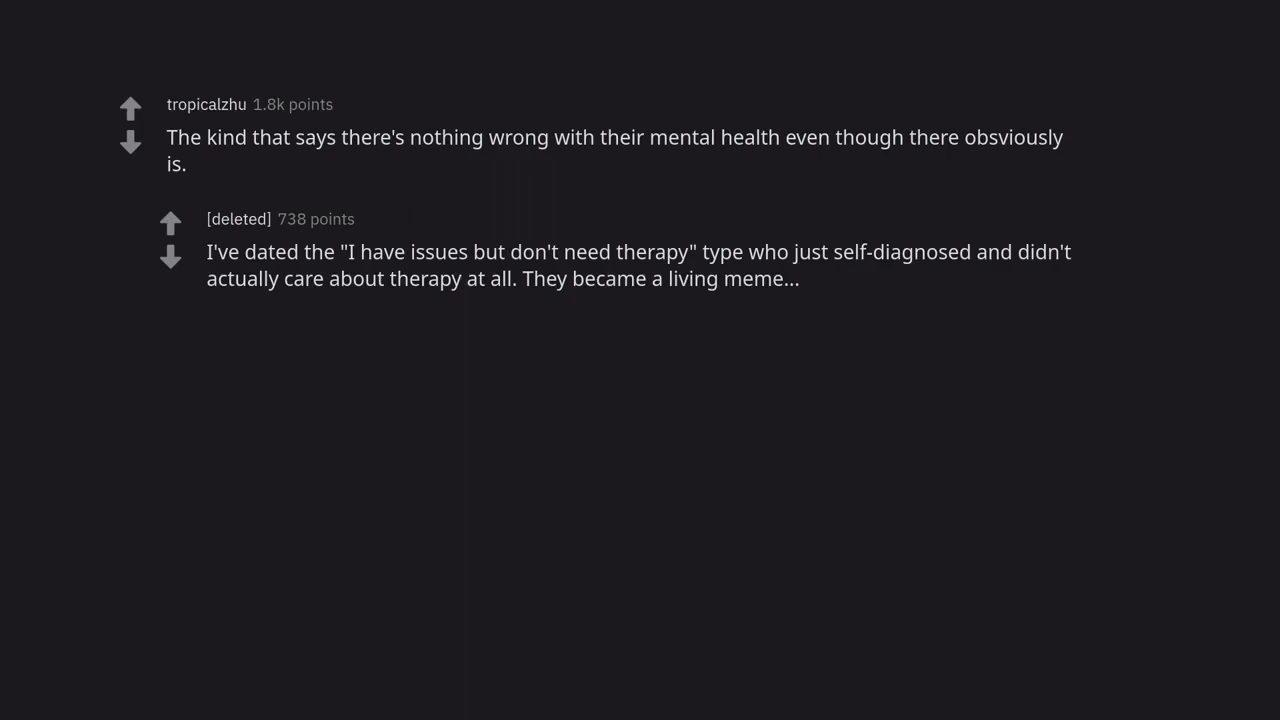 tropicalzhu 1.8k points
The kind that says there's nothing wrong with their mental health even though there obsviously
is.
[deleted] 738 points
I've dated the "I have issues but don't need therapy" type who just self-diagnosed and didn't
actually care about therapy at all. They became a living meme...